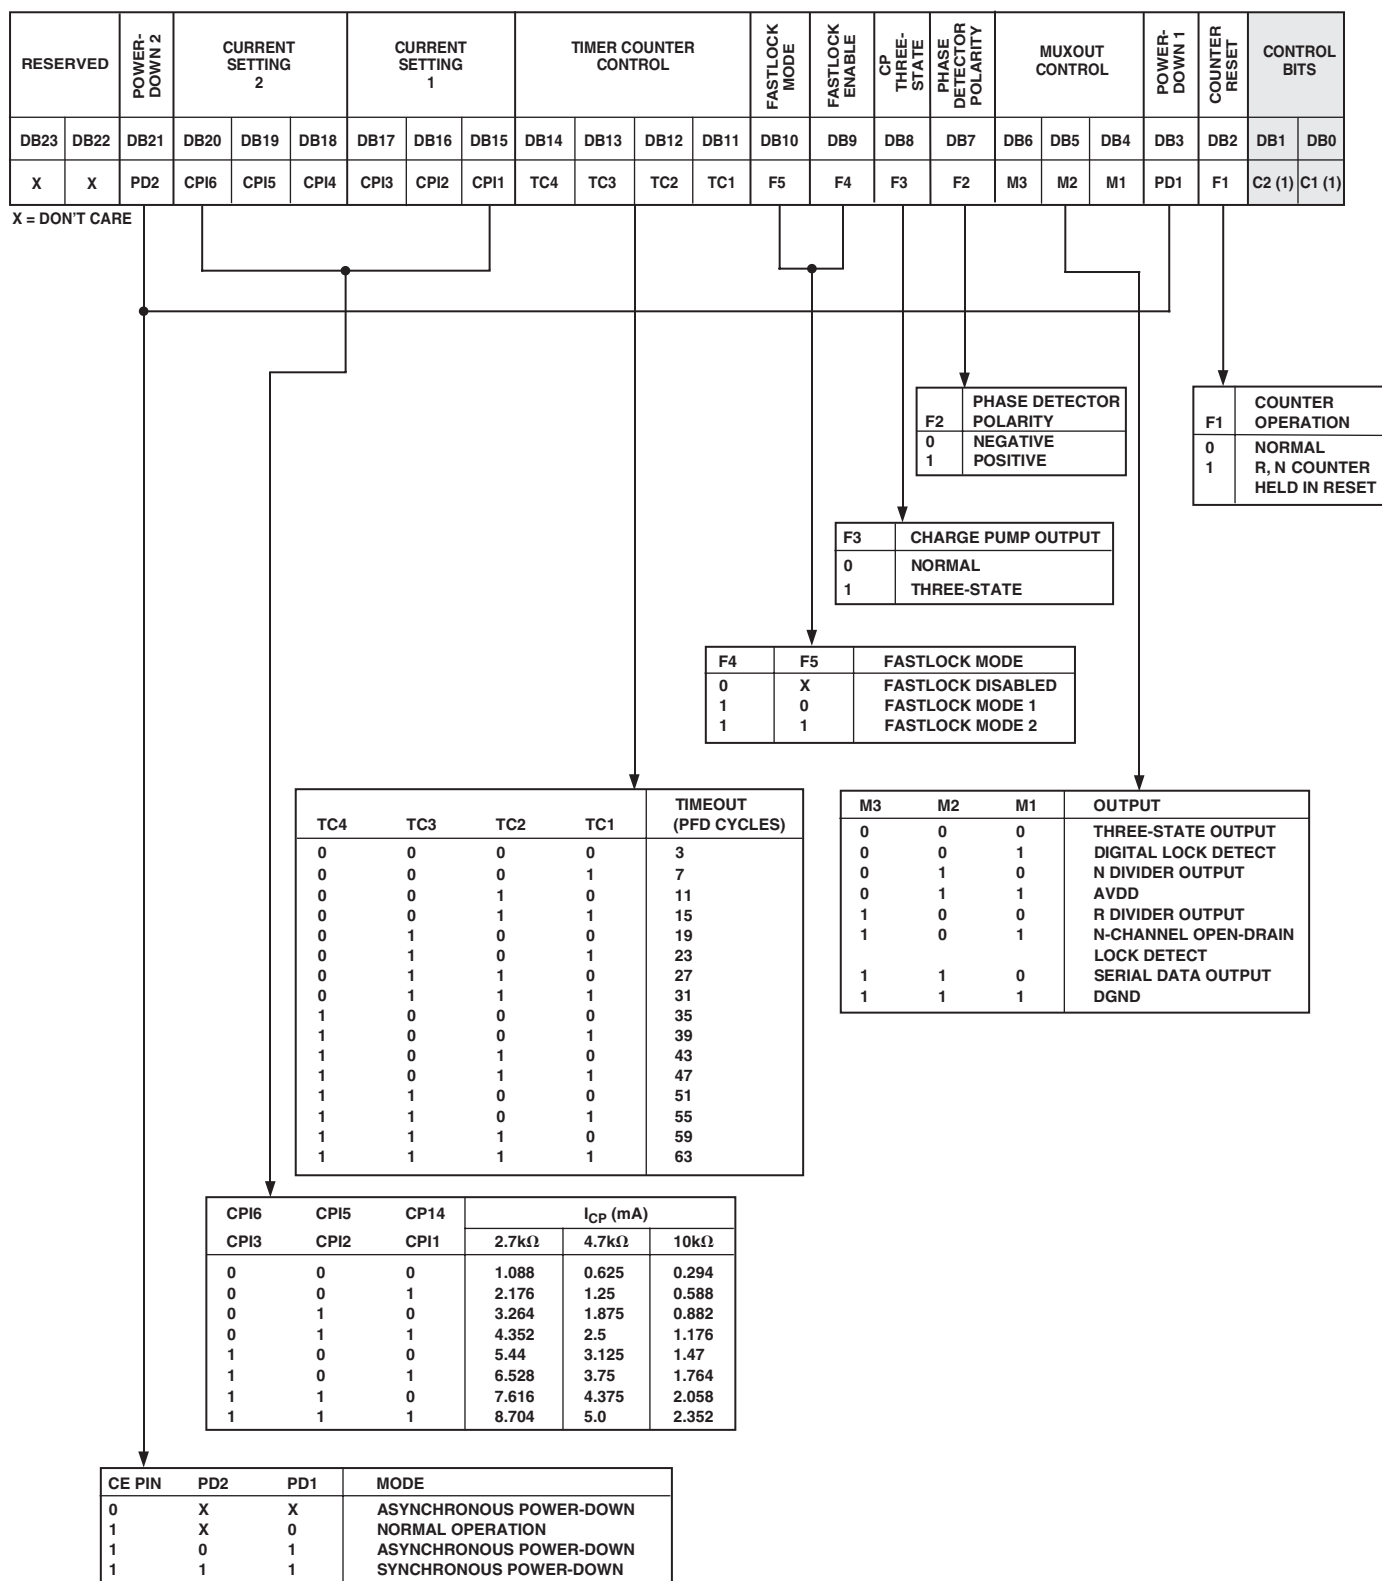 RESERVED
POWER-
DOWN 2
CURRENT
SETTING
2
CURRENT
SETTING
1
TIMER COUNTER
CONTROL
FASTLOCK
MODE
FASTLOCK
ENABLE
CP
THREE-
STATE
PHASE
DETECTOR
POLARITY
MUXOUT
CONTROL
POWER-
DOWN 1
COUNTER
RESET
CONTROL
BITS
DB23 DB22 DB21 DB20 DB19 DB18 DB17 DB16 DB15 DB14 DB13 DB12 DB11 DB10 DB9 DB8 DB7 DB6 DB5 DB4 DB3 DB2 DB1 DB0
X X PD2 CPI6 CPI5 CPI4 CPI3 CPI2 CPI1 TC4 TC3 TC2 TC1 F5 F4 F3 F2 M3 M2 M1 PD1 F1 C2 (1) C1 (1)
X = DON'T CARE
PHASE DETECTOR
F2 POLARITY
0 NEGATIVE
1 POSITIVE
COUNTER
F1 OPERATION
0 NORMAL
1 R, N COUNTER
HELD IN RESET
F3 CHARGE PUMP OUTPUT
0 NORMAL
1 THREE-STATE
F4 F5 FASTLOCK MODE
0 X FASTLOCK DISABLED
1 0 FASTLOCK MODE 1
1 1 FASTLOCK MODE 2
TIMEOUT
TC4 TC3 TC2 TC1 (PFD CYCLES)
0 0 0 0 3
0 0 0 1 7
0 0 1 0 11
0 0 1 1 15
0 1 0 0 19
0 1 0 1 23
0 1 1 0 27
0 1 1 1 31
1 0 0 0 35
1 0 0 1 39
1 0 1 0 43
1 0 1 1 47
1 1 0 0 51
1 1 0 1 55
1 1 1 0 59
1 1 1 1 63
M3 M2 M1 OUTPUT
0 0 0 THREE-STATE OUTPUT
0 0 1 DIGITAL LOCK DETECT
0 1 0 N DIVIDER OUTPUT
0 1 1 AVDD
1 0 0 R DIVIDER OUTPUT
1 0 1 N-CHANNEL OPEN-DRAIN
LOCK DETECT
1 1 0 SERIAL DATA OUTPUT
1 1 1 DGND
CPI6 CPI5 CP14 ICP (mA)
CPI3 CPI2 CPI1 2.7kΩ 4.7kΩ 10kΩ
0 0 0 1.088 0.625 0.294
0 0 1 2.176 1.25 0.588
0 1 0 3.264 1.875 0.882
0 1 1 4.352 2.5 1.176
1 0 0 5.44 3.125 1.47
1 0 1 6.528 3.75 1.764
1 1 0 7.616 4.375 2.058
1 1 1 8.704 5.0 2.352
CE PIN PD2 PD1 MODE
0 X X ASYNCHRONOUS POWER-DOWN
1 X 0 NORMAL OPERATION
1 0 1 ASYNCHRONOUS POWER-DOWN
1 1 1 SYNCHRONOUS POWER-DOWN